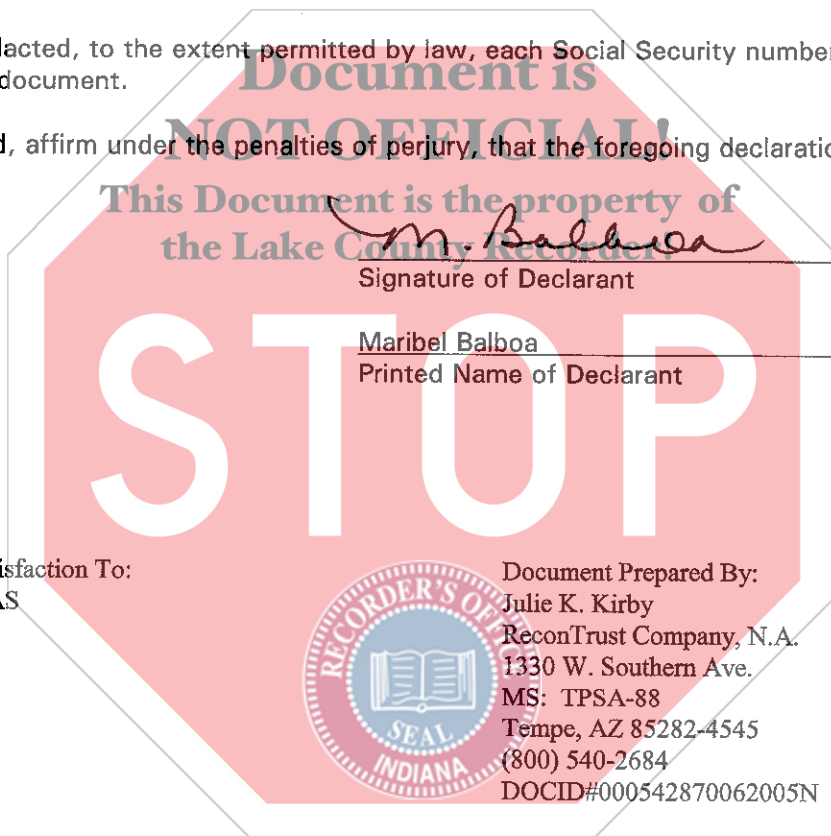 lacted, to the extent permitted by law, each Social Security number
document.
Document is
d, affirm under the penalties of perjury, that the foregoing declaratio
NOT OFFICIAL!
This Document is the property of
the Lake County Recorder!
M. Balboa
Signature of Declarant
Maribel Balboa
Printed Name of Declarant
STOP
isfaction To:
AS
RECORDER'S OFFICE
SEAL
INDIANA
Document Prepared By:
Julie K. Kirby
ReconTrust Company, N.A.
1330 W. Southern Ave.
MS: TPSA-88
Tempe, AZ 85282-4545
(800) 540-2684
DOCID#000542870062005N